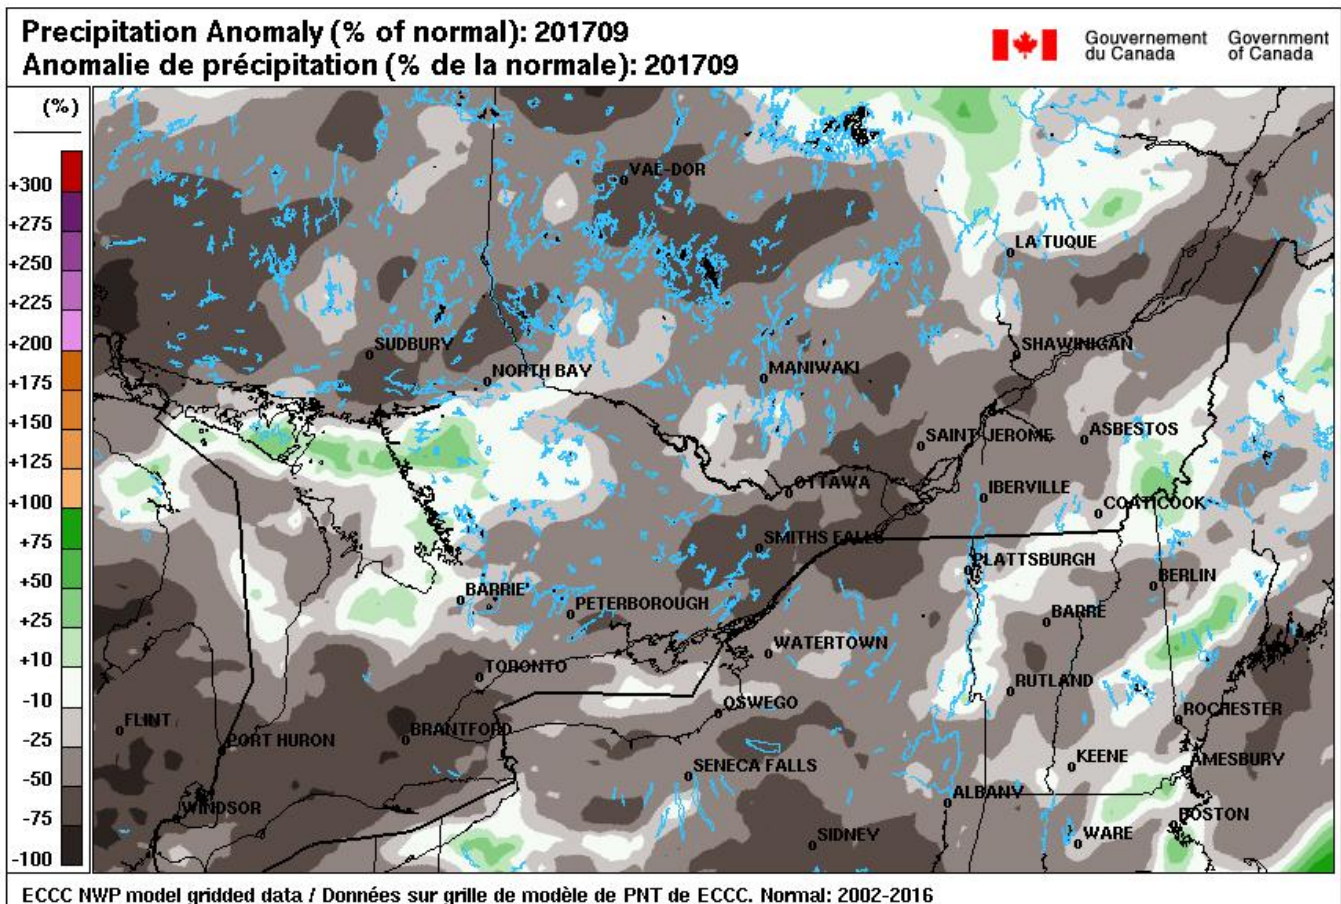 Precipitation Anomaly (% of normal): 201709
Anomalie de précipitation (% de la normale): 201709
Gouvernement du Canada
Government of Canada
(%)
+300
+275
+250
+225
+200
+175
+150
+125
+100
+75
+50
+25
+10
-10
-25
-50
-75
-100
VAE-DOR
LA TUQUE
SUDBURY
SHAWINIGAN
NORTH BAY
MANIWAKI
SAINT-JEROME
ASBESTOS
OTTAWA
IBERVILLE
COATICOOK
SMITHS FALLS
PLATTSBURGH
BERLIN
BARRIE
PETERBOROUGH
BARRE
WATERTOWN
TORONTO
RUTLAND
OSWEGO
ROCHESTER
FLINT
PORT HURON
BRANTFORD
SENECA FALLS
KEENE
AMESBURY
WINDSOR
ALBANY
BOSTON
SIDNEY
WARE
ECCC NWP model gridded data / Données sur grille de modèle de PNT de ECCC. Normal: 2002-2016